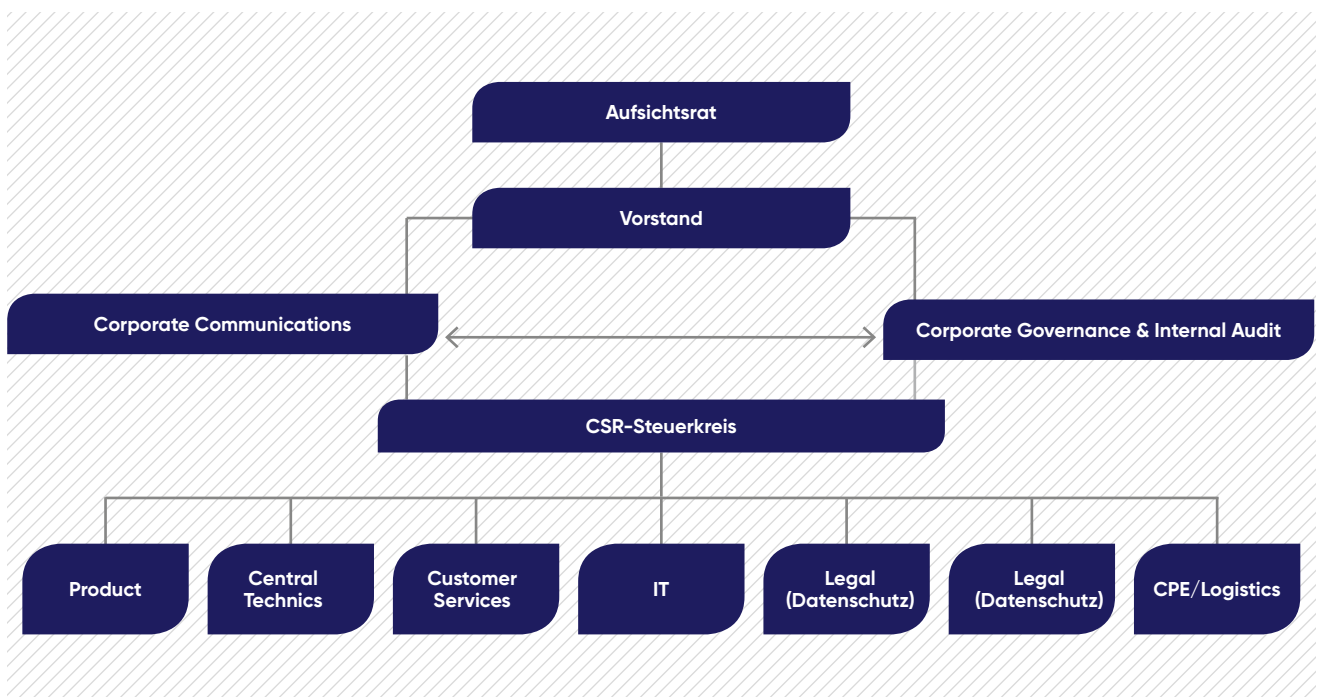 Aufsichtsrat
Vorstand
Corporate Communications
Corporate Governance & Internal Audit
CSR-Steuerkreis
Product
Central
Technics
Customer
Services
IT
Legal
(Datenschutz)
Legal
(Datenschutz)
CPE/Logistics